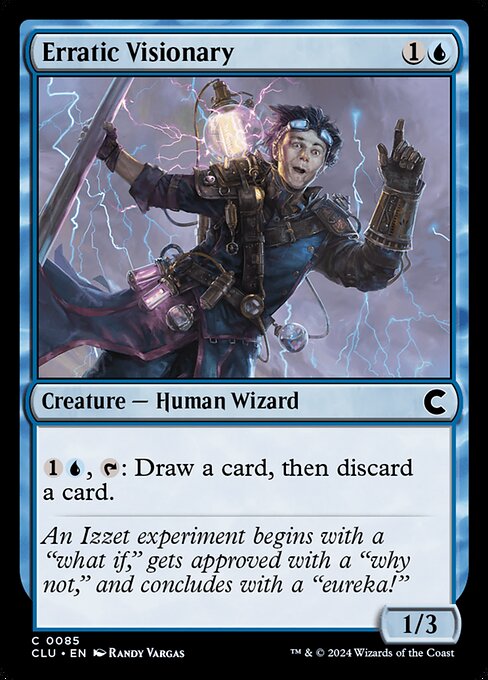 Erratic Visionary 1
Creature — Human Wizard
1, : Draw a card, then discard
a card.
An Izzet experiment begins with a
“what if,” gets approved with a “why
not,” and concludes with a “eureka!”
1/3
C 0085
CLU • EN RANDY VARGAS
™ & © 2024 Wizards of the Coast